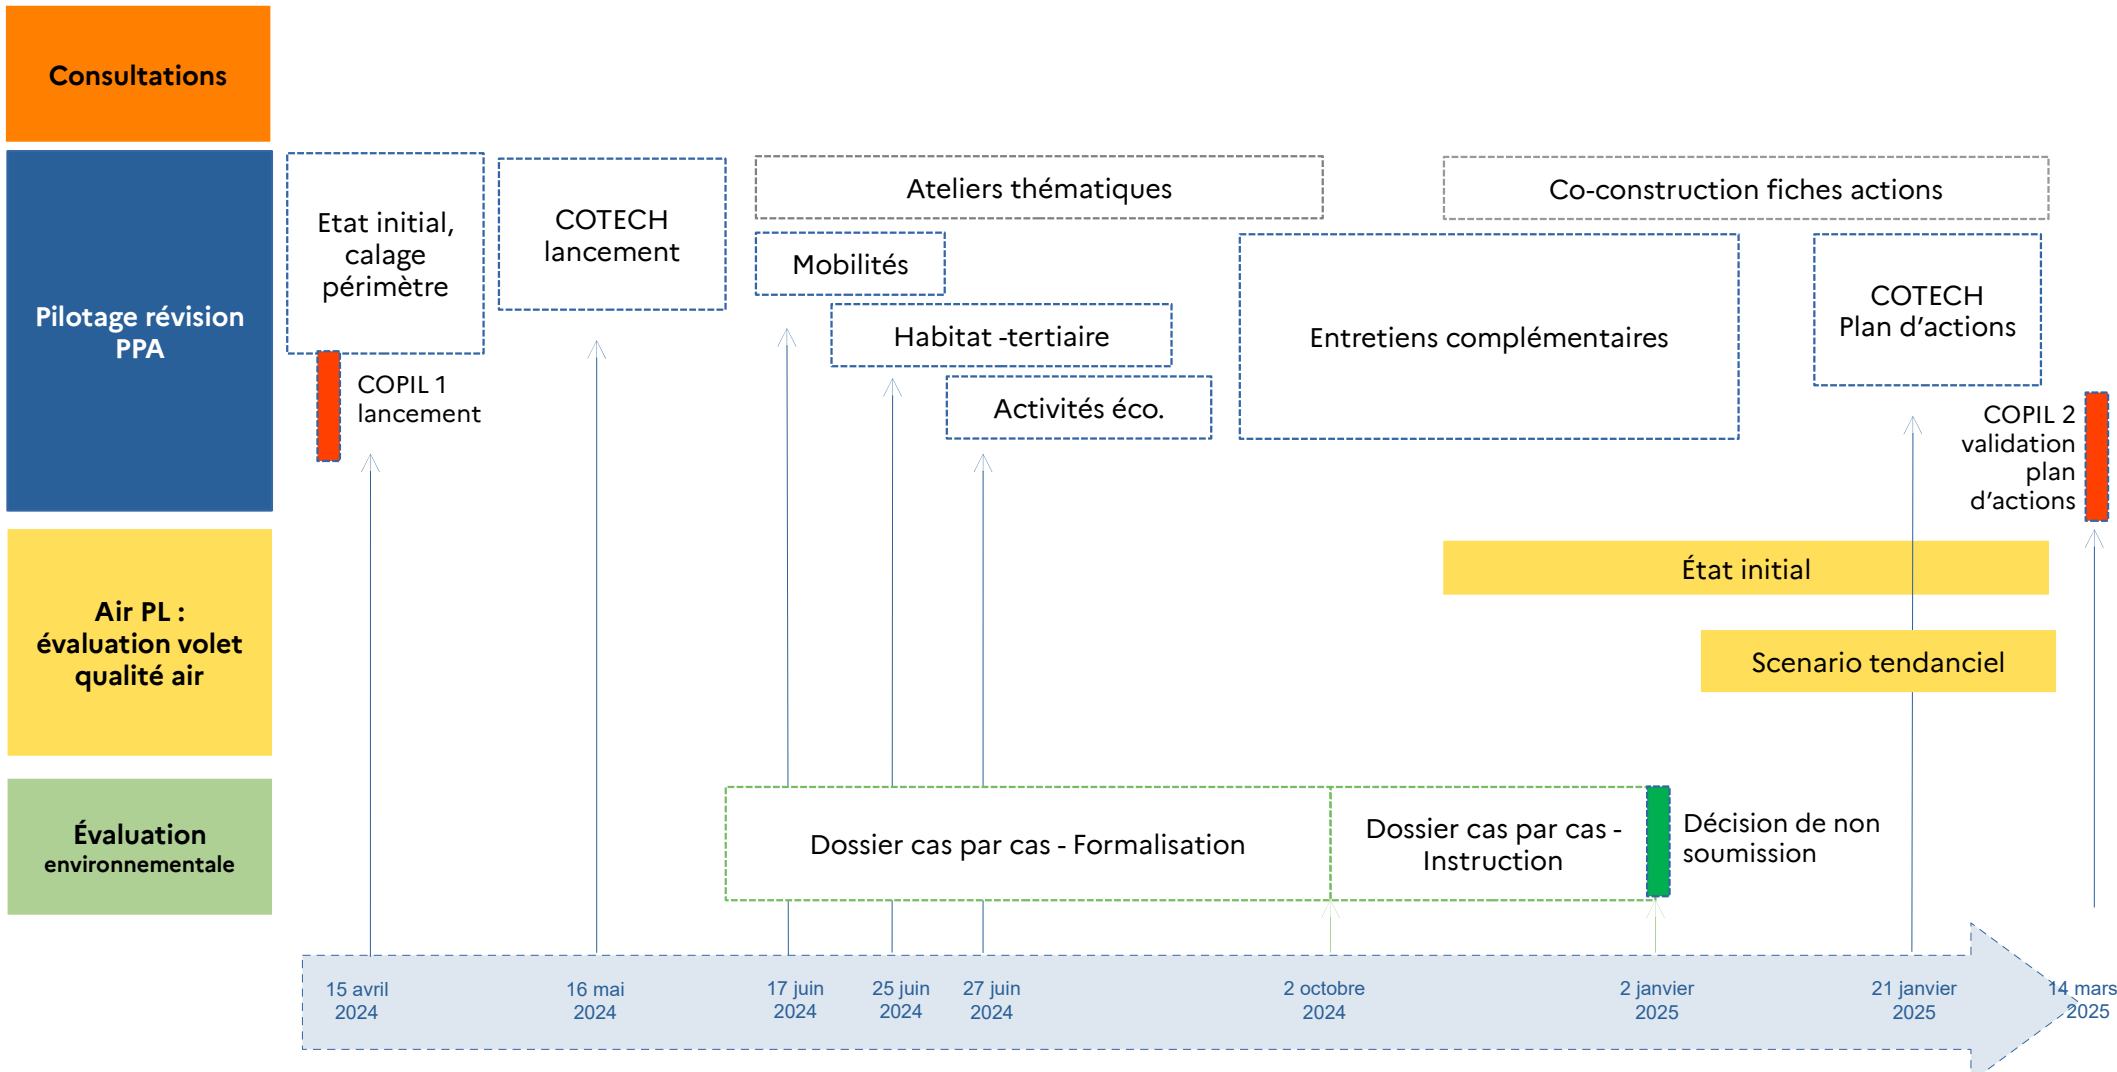 Consultations
Pilotage révision
PPA
Etat initial,
calage
périmètre
COPIL 1
lancement
COTECH
lancement
Ateliers thématiques
Mobilités
Habitat -tertiaire
Activités éco.
Co-construction fiches actions
Entretiens complémentaires
COTECH
Plan d'actions
COPIL 2
validation
plan
d'actions
Air PL :
évaluation volet
qualité air
État initial
Scenario tendanciel
Évaluation
environnementale
Dossier cas par cas - Formalisation
Dossier cas par cas -
Instruction
Décision de non
soumission
15 avril
2024
16 mai
2024
17 juin
2024
25 juin
2024
27 juin
2024
2 octobre
2024
2 janvier
2025
21 janvier
2025
14 mars
2025